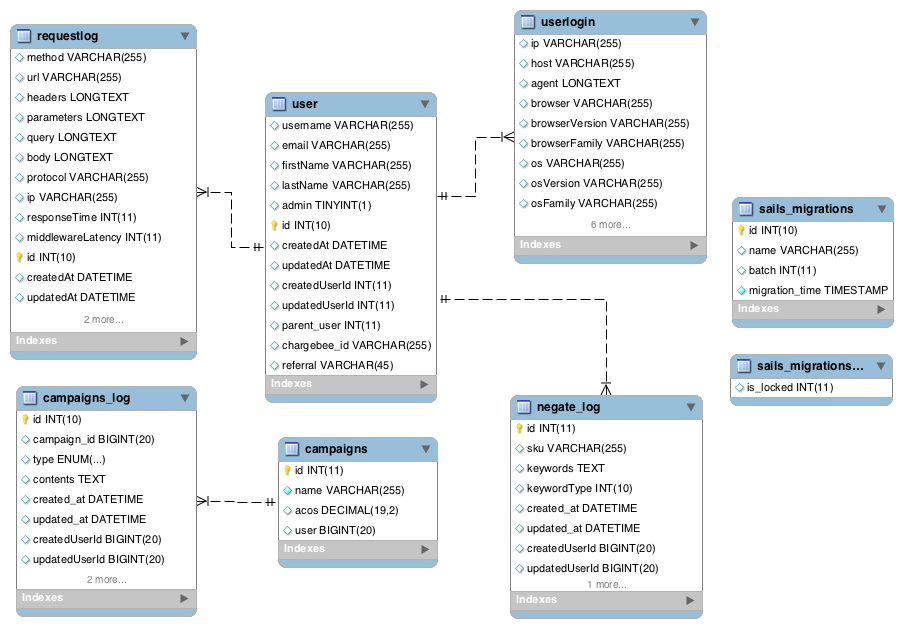 requestlog
method VARCHAR(255)
url VARCHAR(255)
headers LONGTEXT
parameters LONGTEXT
query LONGTEXT
body LONGTEXT
protocol VARCHAR(255)
ip VARCHAR(255)
responseTime INT(11)
middlewareLatency INT(11)
id INT(10)
createdAt DATETIME
updatedAt DATETIME
2 more...
Indexes
user
username VARCHAR(255)
email VARCHAR(255)
firstName VARCHAR(255)
lastName VARCHAR(255)
admin TINYINT(1)
id INT(10)
createdAt DATETIME
updatedAt DATETIME
createdUserId INT(11)
updatedUserId INT(11)
parent_user INT(11)
chargebee_id VARCHAR(255)
referral VARCHAR(45)
Indexes
userlogin
ip VARCHAR(255)
host VARCHAR(255)
agent LONGTEXT
browser VARCHAR(255)
browserVersion VARCHAR(255)
browserFamily VARCHAR(255)
os VARCHAR(255)
osVersion VARCHAR(255)
osFamily VARCHAR(255)
6 more...
Indexes
sails_migrations
id INT(10)
name VARCHAR(255)
batch INT(11)
migration_time TIMESTAMP
Indexes
sails_migrations...
is_locked INT(11)
campaigns_log
id INT(10)
campaign_id BIGINT(20)
type ENUM(...)
contents TEXT
created_at DATETIME
updated_at DATETIME
createdUserId BIGINT(20)
updatedUserId BIGINT(20)
2 more...
Indexes
campaigns
id INT(11)
name VARCHAR(255)
acos DECIMAL(19,2)
user BIGINT(20)
Indexes
negate_log
id INT(11)
sku VARCHAR(255)
keywords TEXT
keywordType INT(10)
created_at DATETIME
updated_at DATETIME
createdUserId BIGINT(20)
updatedUserId BIGINT(20)
1 more...
Indexes